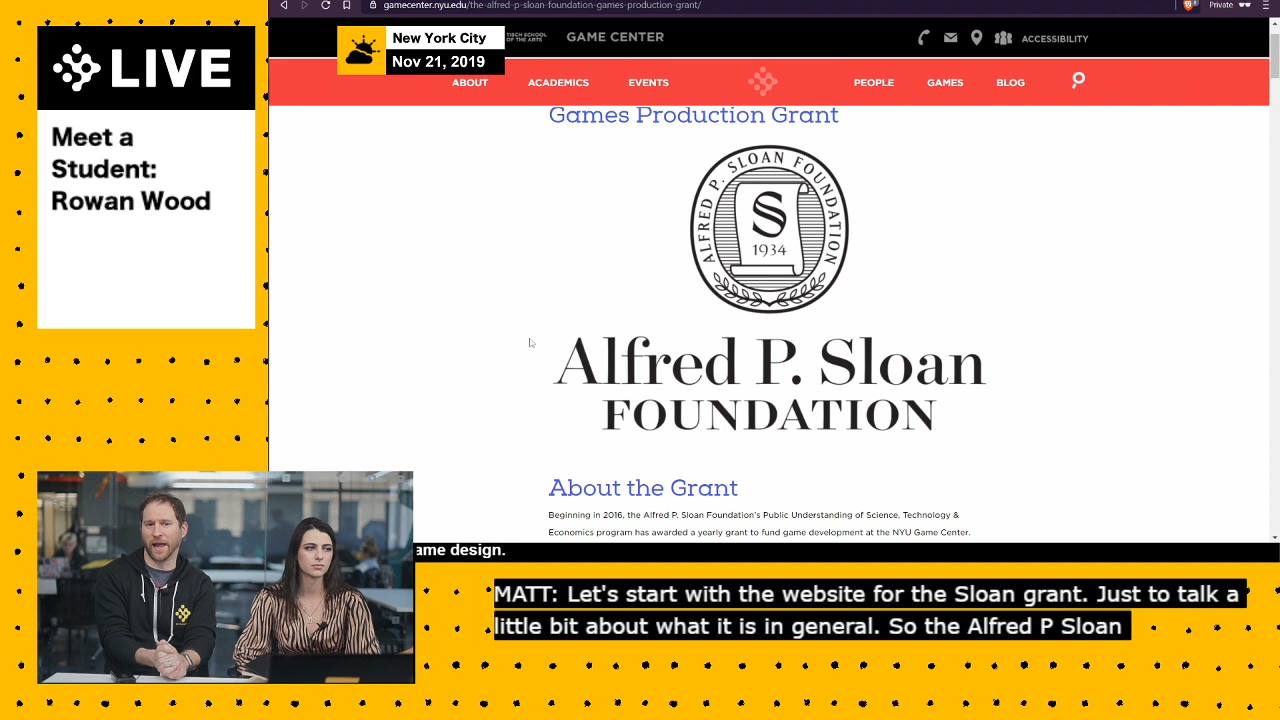 gamecenter.nyu.edu/the-alfred-p-sloan-foundation-games-production-grant/
Private
LIVE
Meet a
Student:
Rowan Wood
New York City
Nov 21, 2019
TISCH SCHOOL
OF THE ARTS
GAME CENTER
ACCESSIBILITY
ABOUT
ACADEMICS
EVENTS
PEOPLE
GAMES
BLOG
Games Production Grant
ALFRED P. SLOAN FOUNDATION
S
1934
Alfred P. Sloan
FOUNDATION
About the Grant
Beginning in 2016, the Alfred P. Sloan Foundation's Public Understanding of Science, Technology &
Economics program has awarded a yearly grant to fund game development at the NYU Game Center.
ame design.
MATT: Let's start with the website for the Sloan grant. Just to talk a
little bit about what it is in general. So the Alfred P Sloan